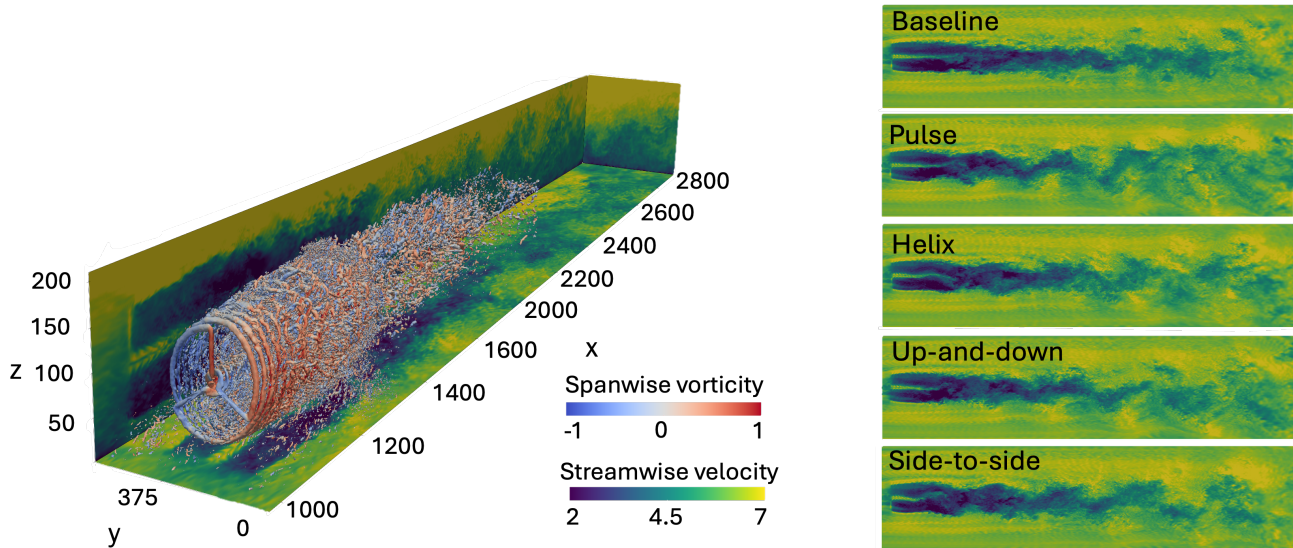 200
150
z 100
50
375
y
0
1000
1200
1400
1600
2000
2200
2400
2600
2800
x
Spanwise vorticity
-1 0 1
Streamwise velocity
2 4.5 7
Baseline
Pulse
Helix
Up-and-down
Side-to-side